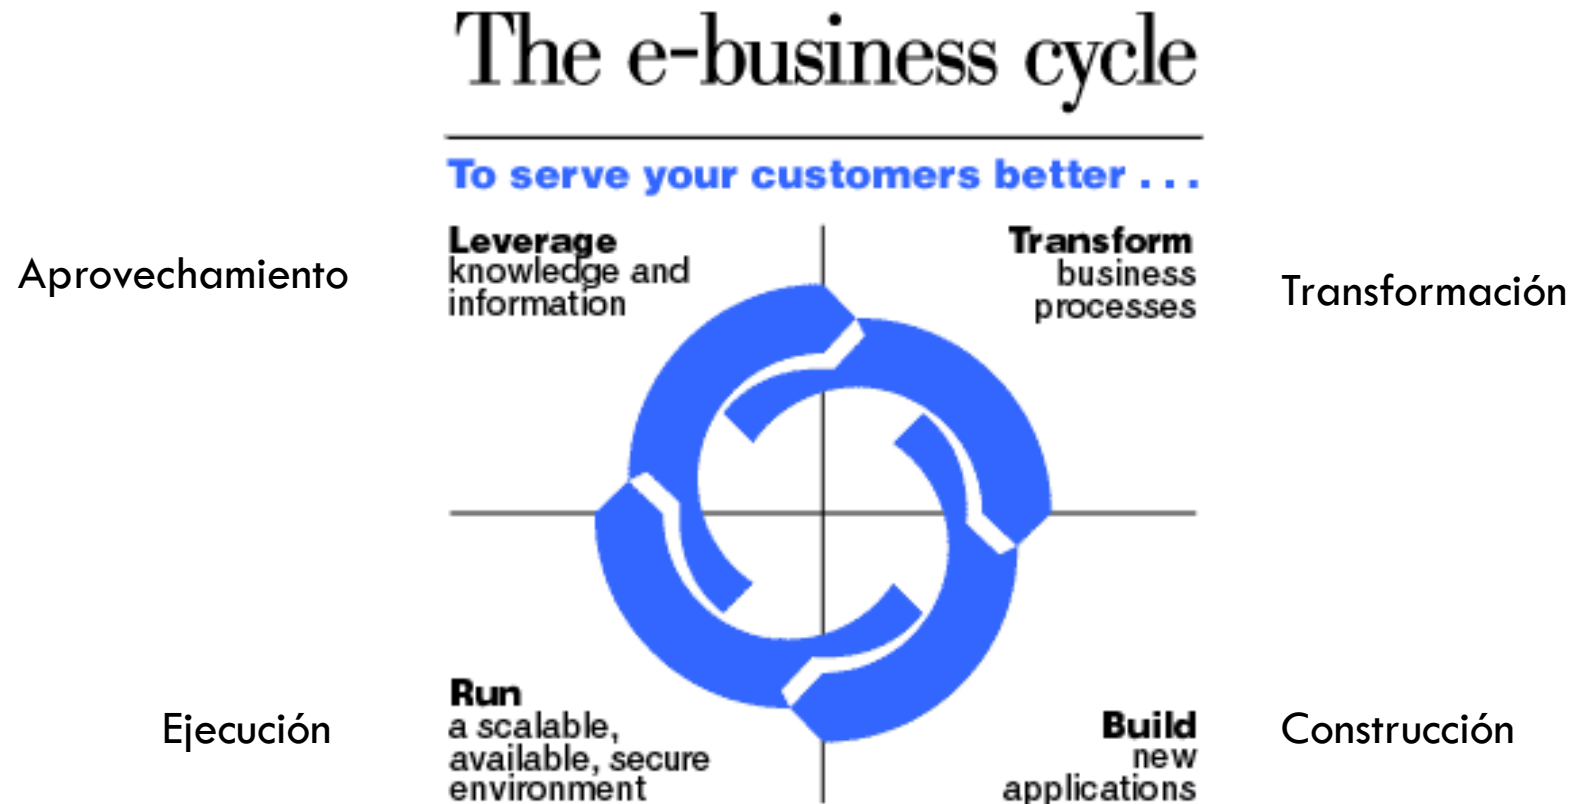 The e-business cycle
To serve your customers better . . .
Aprovechamiento
Leverage
knowledge and
information
Transform
business
processes
Transformación
Ejecución
Run
a scalable,
available, secure
environment
Build
new
applications
Construcción